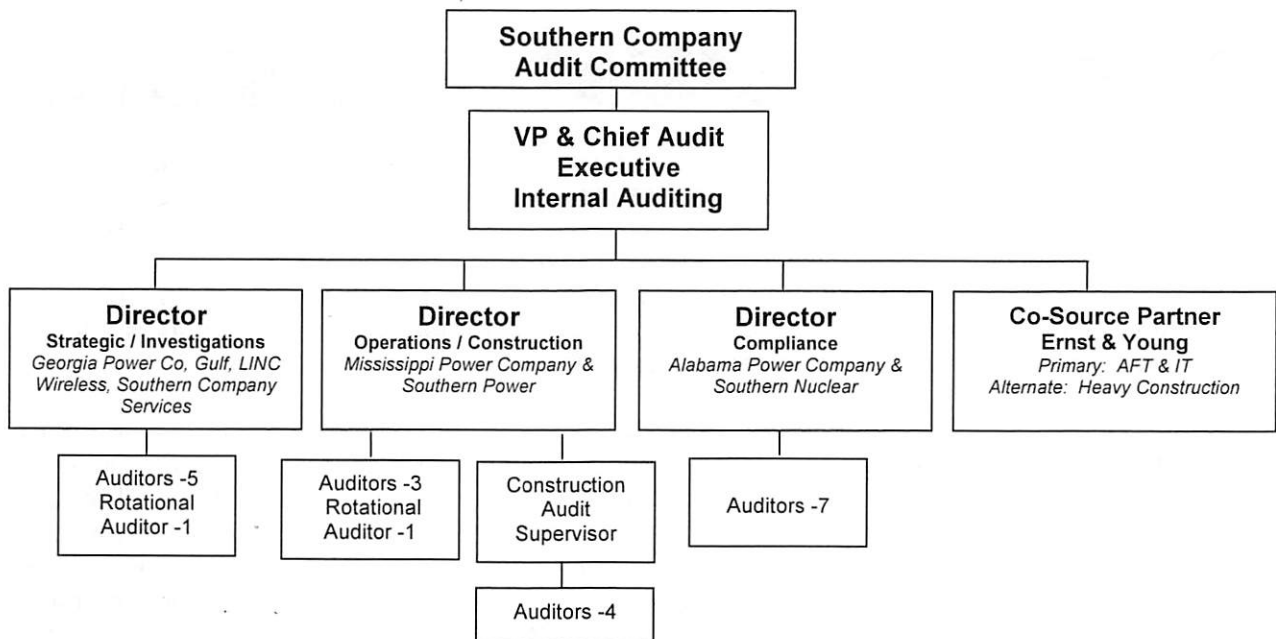 Southern Company
Audit Committee
VP & Chief Audit
Executive
Internal Auditing
Director
Strategic / Investigations
Georgia Power Co, Gulf, LINC
Wireless, Southern Company
Services
Director
Operations / Construction
Mississippi Power Company &
Southern Power
Director
Compliance
Alabama Power Company &
Southern Nuclear
Co-Source Partner
Ernst & Young
Primary: AFT & IT
Alternate: Heavy Construction
Auditors -5
Rotational
Auditor -1
Auditors -3
Rotational
Auditor -1
Construction
Audit
Supervisor
Auditors -7
Auditors -4